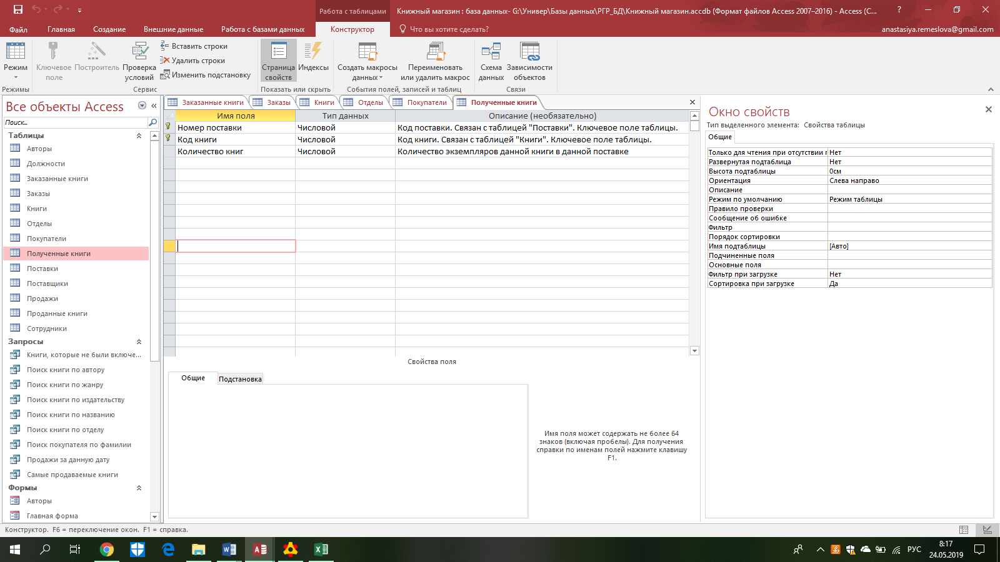 Работа с таблицами
Книжный магазин : база данных- G:\Универ\Базы данных\РГР_БД\Книжный магазин.accdb (Формат файлов Access 2007–2016) - Access (С...
?
Файл
Главная
Создание
Внешние данные
Работа с базами данных
Конструктор
Что вы хотите сделать?
anastasiya.remeslova@gmail.com
Режим
Ключевое поле
Построитель
Проверка условий
Вставить строки
Удалить строки
Изменить подстановку
Страница свойств
Индексы
Создать макросы данных
Переименовать или удалить макрос
Схема данных
Зависимости объектов
Режимы
Сервис
Показать или скрыть
События полей, записей и таблиц
Связи
Все объекты Access
Поиск...
Таблицы
Авторы
Должности
Заказанные книги
Заказы
Книги
Отделы
Покупатели
Полученные книги
Поставки
Поставщики
Продажи
Проданные книги
Сотрудники
Запросы
Книги, которые не были включе...
Поиск книги по автору
Поиск книги по жанру
Поиск книги по издательству
Поиск книги по названию
Поиск книги по отделу
Поиск покупателя по фамилии
Продажи за данную дату
Самые продаваемые книги
Формы
Авторы
Главная форма
Заказанные книги
Заказы
Книги
Отделы
Покупатели
Полученные книги
Имя поля
Тип данных
Описание (необязательно)
Номер поставки
Числовой
Код поставки. Связан с таблицей "Поставки". Ключевое поле таблицы.
Код книги
Числовой
Код книги. Связан с таблицей "Книги". Ключевое поле таблицы.
Количество книг
Числовой
Количество экземпляров данной книги в данной поставке
Свойства поля
Общие
Подстановка
Имя поля может содержать не более 64
знаков (включая пробелы). Для получения
справки по именам полей нажмите клавишу
F1.
Окно свойств
Тип выделенного элемента: Свойства таблицы
Общие
Только для чтения при отсутствии п
Нет
Развернутая подтаблица
Нет
Высота подтаблицы
0см
Ориентация
Слева направо
Описание
Режим по умолчанию
Режим таблицы
Правило проверки
Сообщение об ошибке
Фильтр
Порядок сортировки
Имя подтаблицы
[Авто]
Подчиненные поля
Основные поля
Фильтр при загрузке
Нет
Сортировка при загрузке
Да
Конструктор. F6 = переключение окон. F1 = справка.
РУС
8:17
24.05.2019